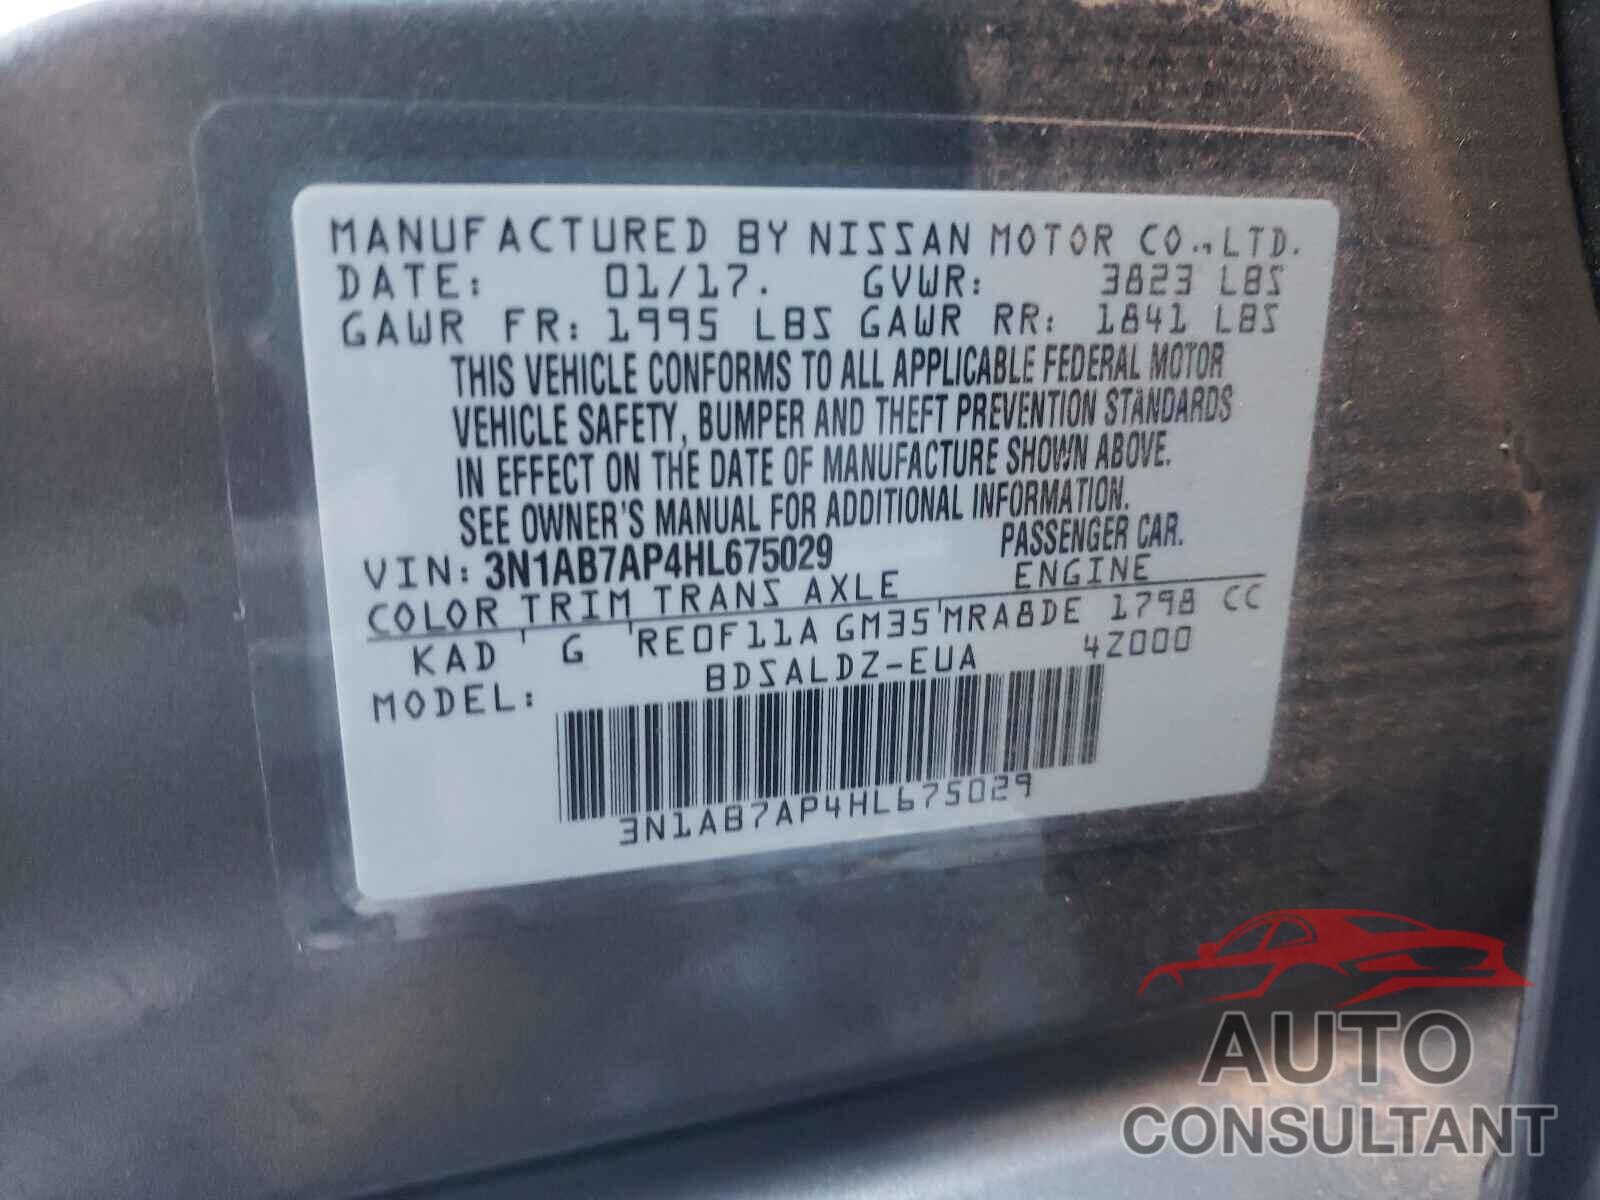 MANUFACTURED BY NISSAN MOTOR CO., LTD.
DATE: 01/17. GVWR: 3823 LBS
GAWR FR: 1995 LBS GAWR RR: 1841 LBS
THIS VEHICLE CONFORMS TO ALL APPLICABLE FEDERAL MOTOR
VEHICLE SAFETY, BUMPER AND THEFT PREVENTION STANDARDS
IN EFFECT ON THE DATE OF MANUFACTURE SHOWN ABOVE.
SEE OWNER'S MANUAL FOR ADDITIONAL INFORMATION.
VIN: 3N1AB7AP4HL675029 PASSENGER CAR.
COLOR TRIM TRANS AXLE ENGINE
KAD ' G ' RE0F11A GM35 ' MRA8DE 1798 CC
MODEL: BDSALDZ-EUA 4Z000
3N1AB7AP4HL675029
AUTO
CONSULTANT